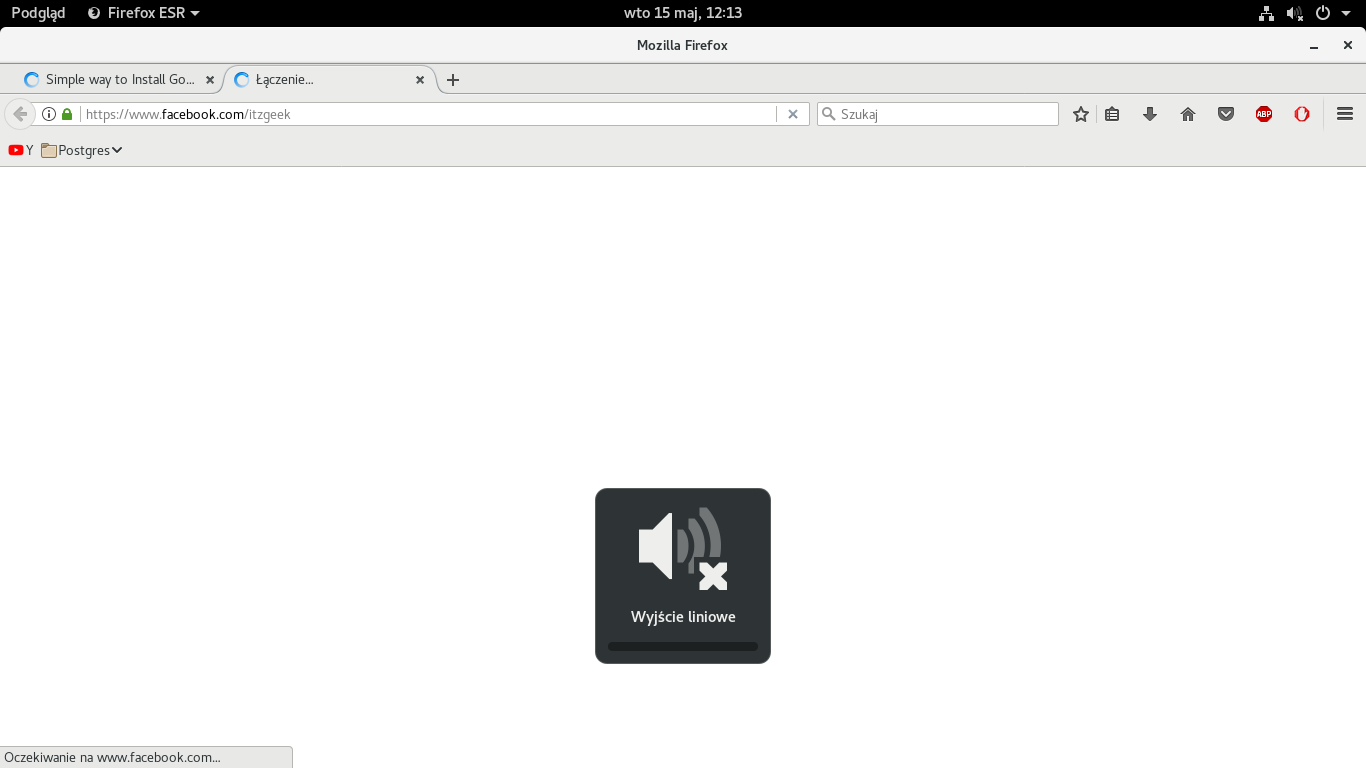 Podgląd Firefox ESR wto 15 maj, 12:13
Mozilla Firefox
Simple way to Install Go... Łączenie...
https://www.facebook.com/itzgeek Szukaj ABP
Y Postgres
Wyjście liniowe
Oczekiwanie na www.facebook.com...